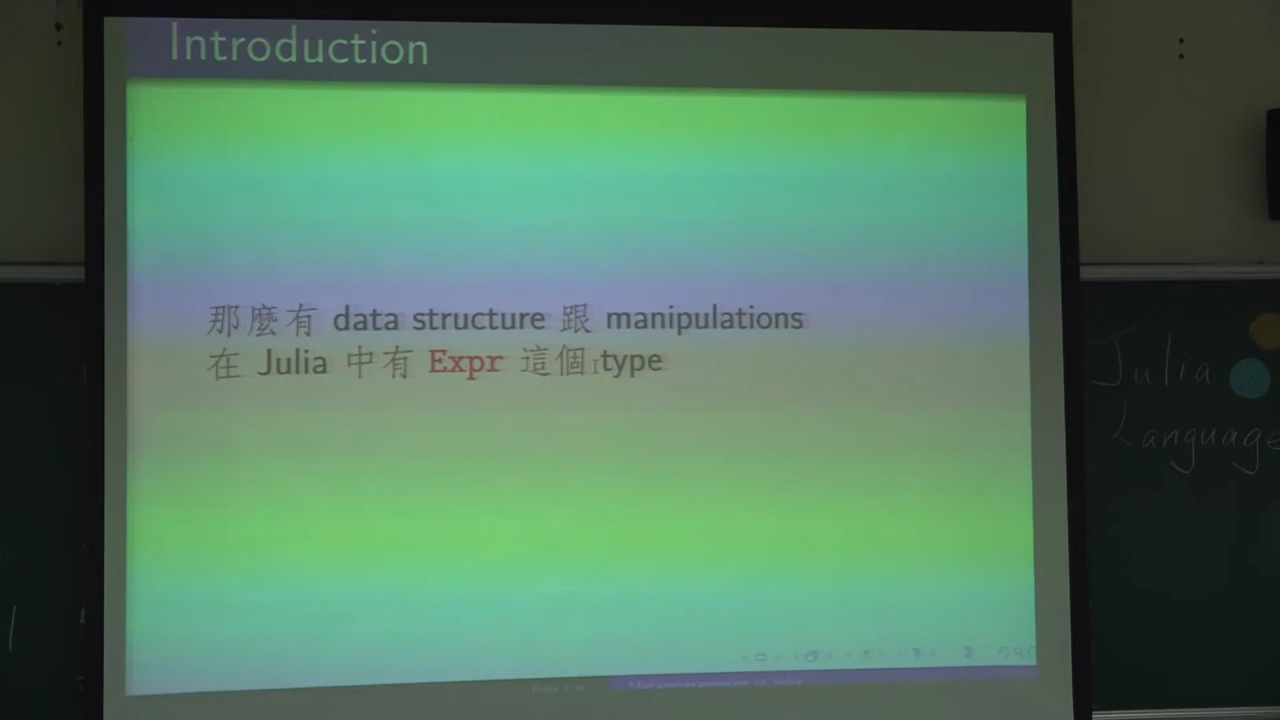 Introduction
那麼有 data structure 跟 manipulations
在 Julia 中有 Expr 這個 type
Julia
Language